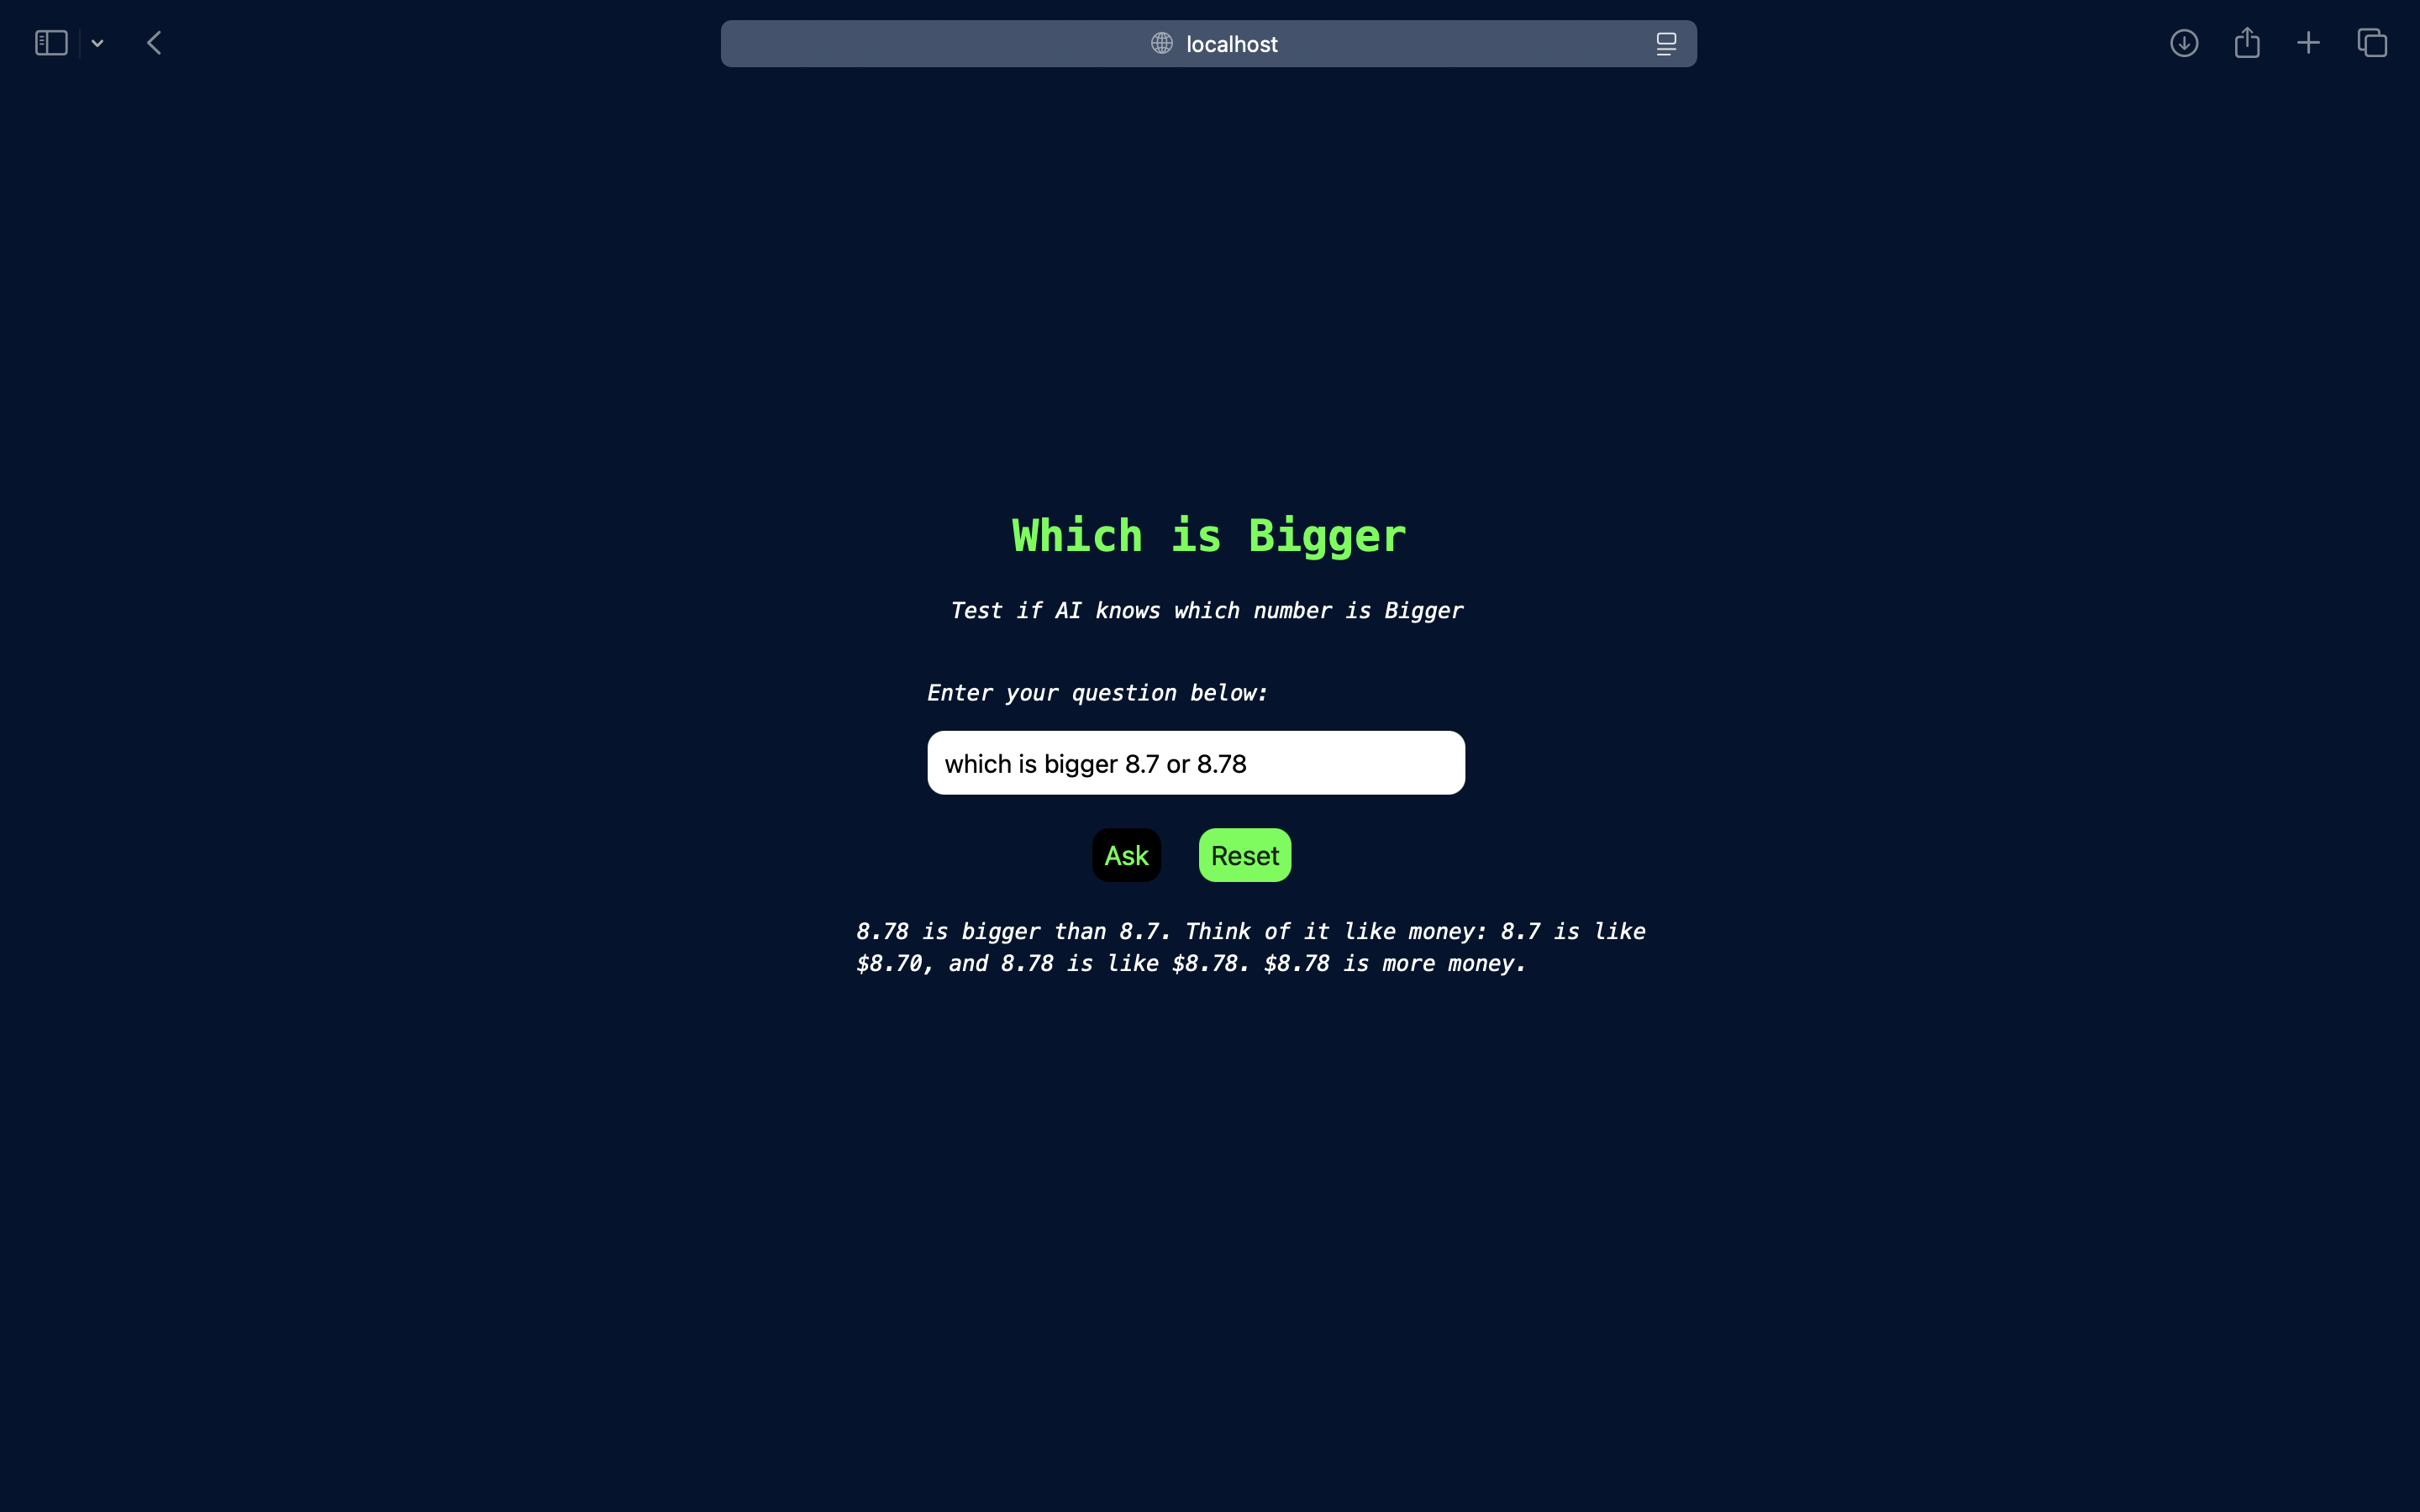 localhost
Which is Bigger
Test if AI knows which number is Bigger
Enter your question below:
which is bigger 8.7 or 8.78
Ask Reset
8.78 is bigger than 8.7. Think of it like money: 8.7 is like
$8.70, and 8.78 is like $8.78. $8.78 is more money.